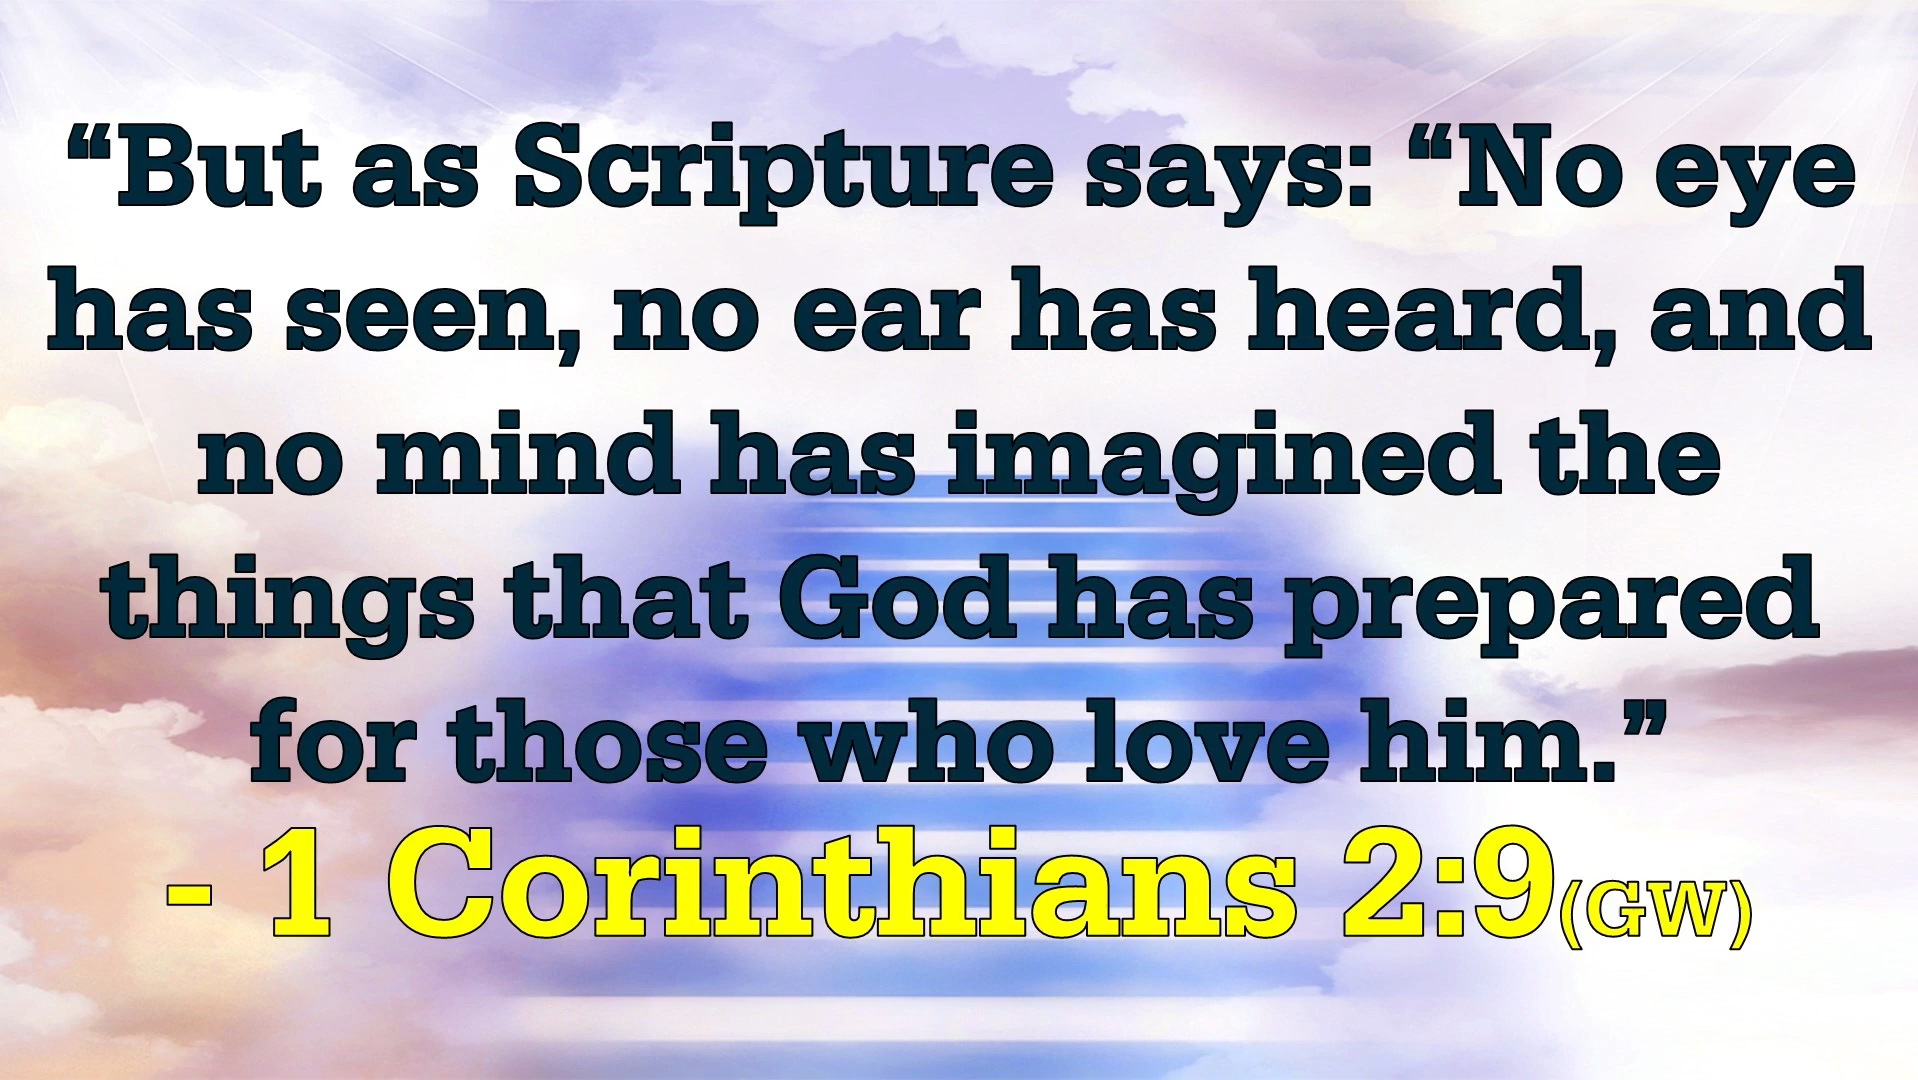 “But as Scripture says: “No eye
has seen, no ear has heard, and
no mind has imagined the
things that God has prepared
for those who love him.”
- 1 Corinthians 2:9(GW)